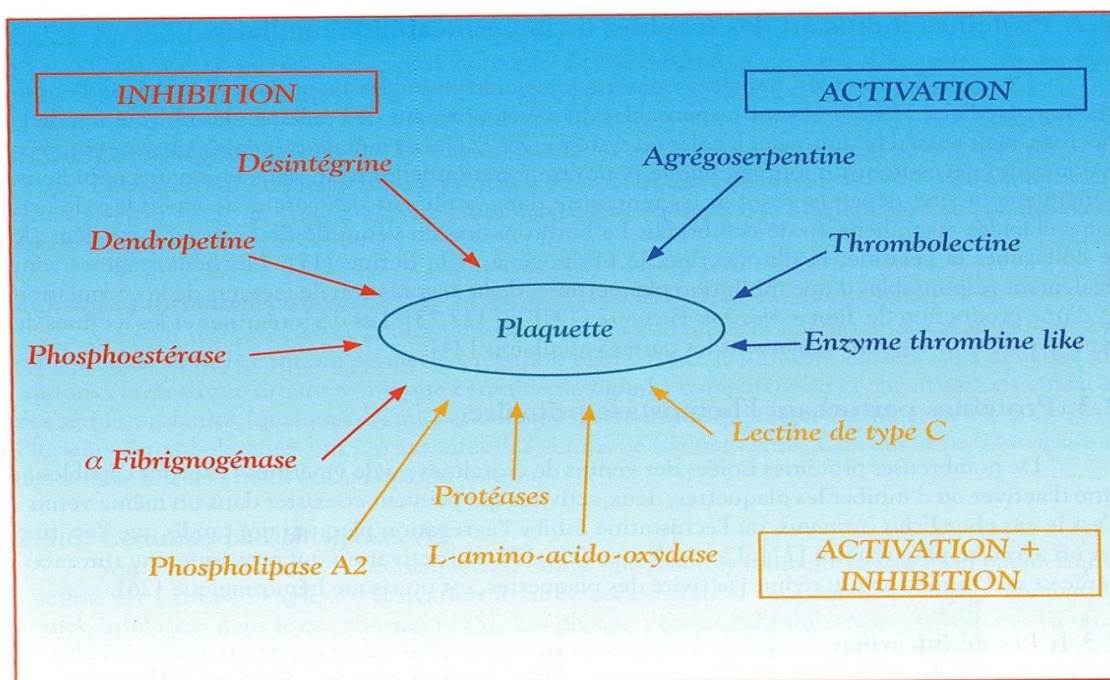 INHIBITION
ACTIVATION
Désintégrine
Agrégoserpentine
Dendropetine
Thrombolectine
Plaquette
Phosphoestérase
Enzyme thrombine like
Lectine de type C
α Fibrignogénase
Protéases
Phospholipase A2
L-amino-acido-oxydase
ACTIVATION +
INHIBITION